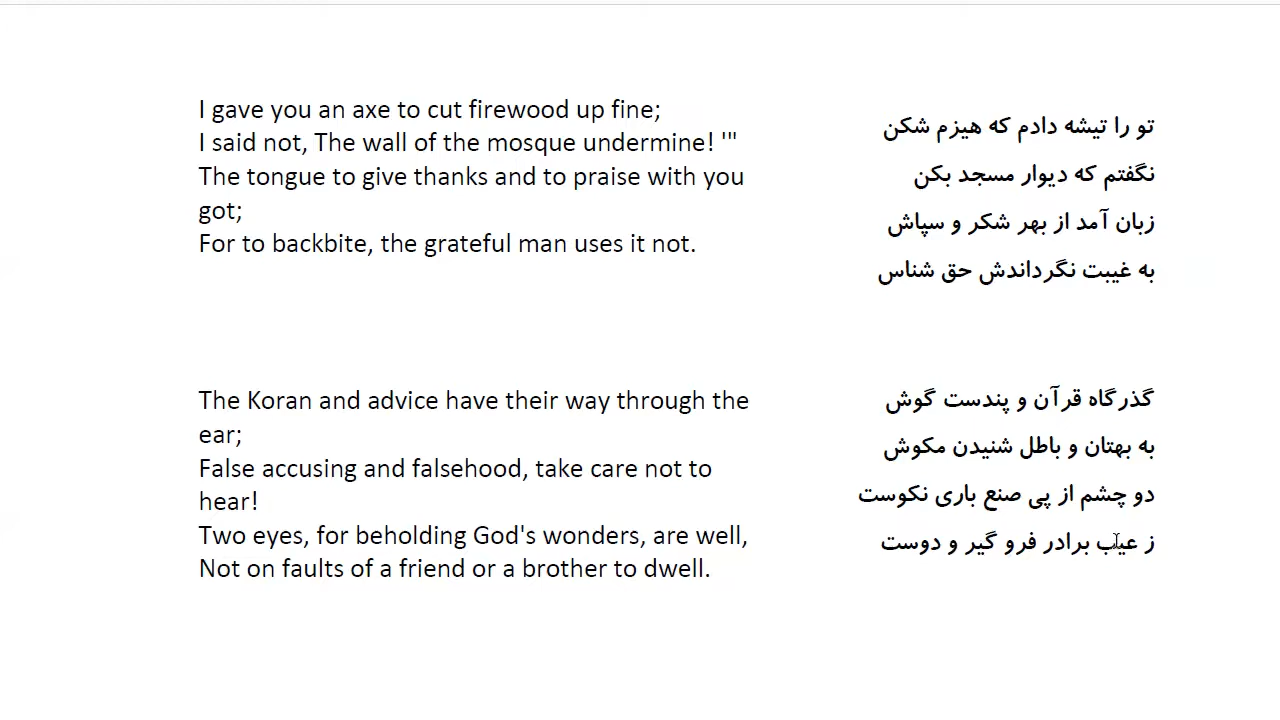 I gave you an axe to cut firewood up fine;
I said not, The wall of the mosque undermine! '"
The tongue to give thanks and to praise with you
got;
For to backbite, the grateful man uses it not.
تو را تیشه دادم که هیزم شکن
نگفتم که دیوار مسجد بکن
زبان آمد از بهر شکر و سپاش
به غیبت نگرداندش حق شناس
The Koran and advice have their way through the
ear;
False accusing and falsehood, take care not to
hear!
Two eyes, for beholding God's wonders, are well,
Not on faults of a friend or a brother to dwell.
گذرگاه قرآن و پندست گوش
به بهتان و باطل شنیدن مکوش
دو چشم از پی صنع باری نکوست
ز عیب برادر فرو گیر و دوست